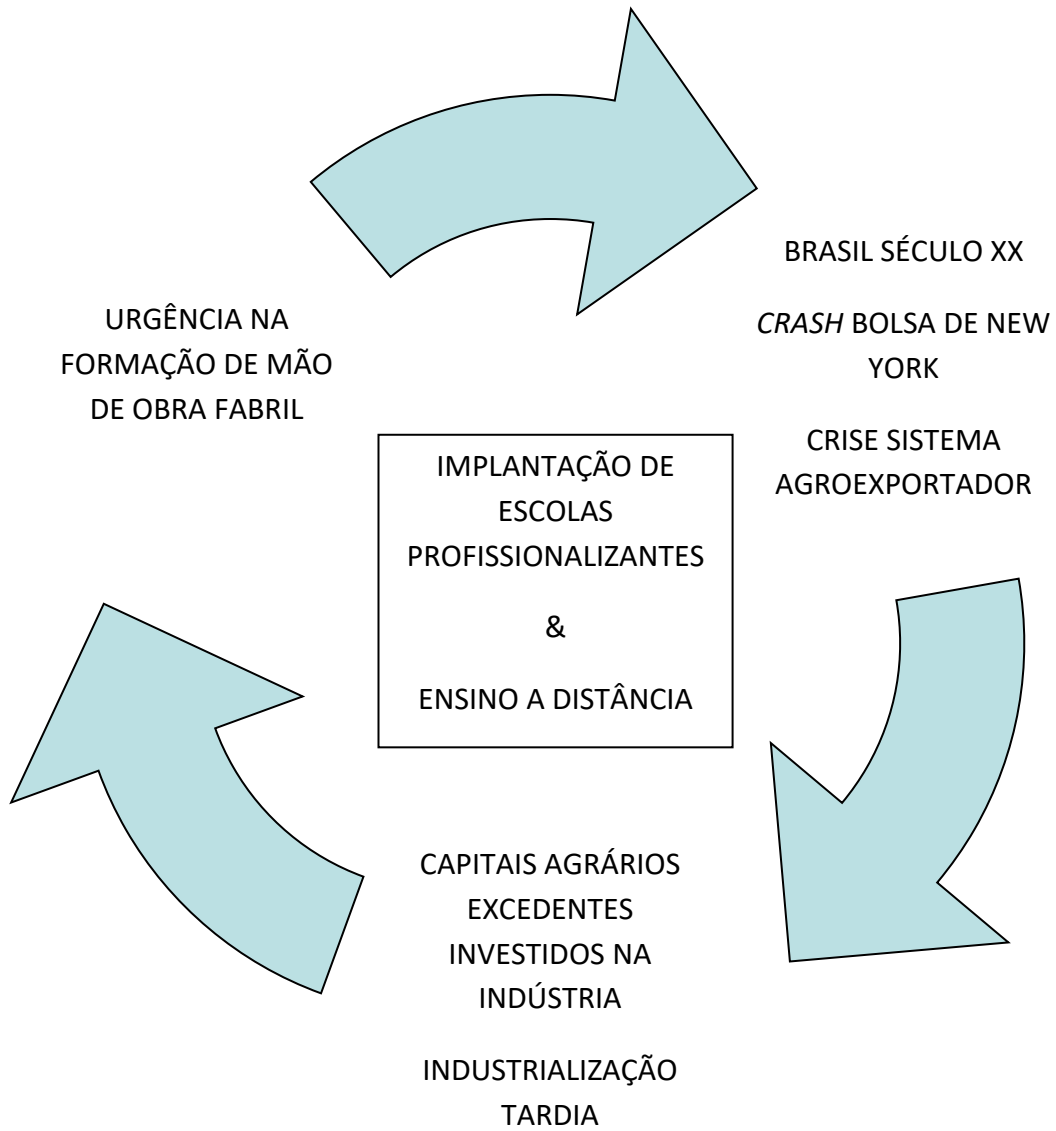 BRASIL SÉCULO XX
CRASH BOLSA DE NEW
YORK
CRISE SISTEMA
AGROEXPORTADOR
CAPITAIS AGRÁRIOS
EXCEDENTES
INVESTIDOS NA
INDÚSTRIA
INDUSTRIALIZAÇÃO
TARDIA
URGÊNCIA NA
FORMAÇÃO DE MÃO
DE OBRA FABRIL
IMPLANTAÇÃO DE
ESCOLAS
PROFISSIONALIZANTES
&
ENSINO A DISTÂNCIA